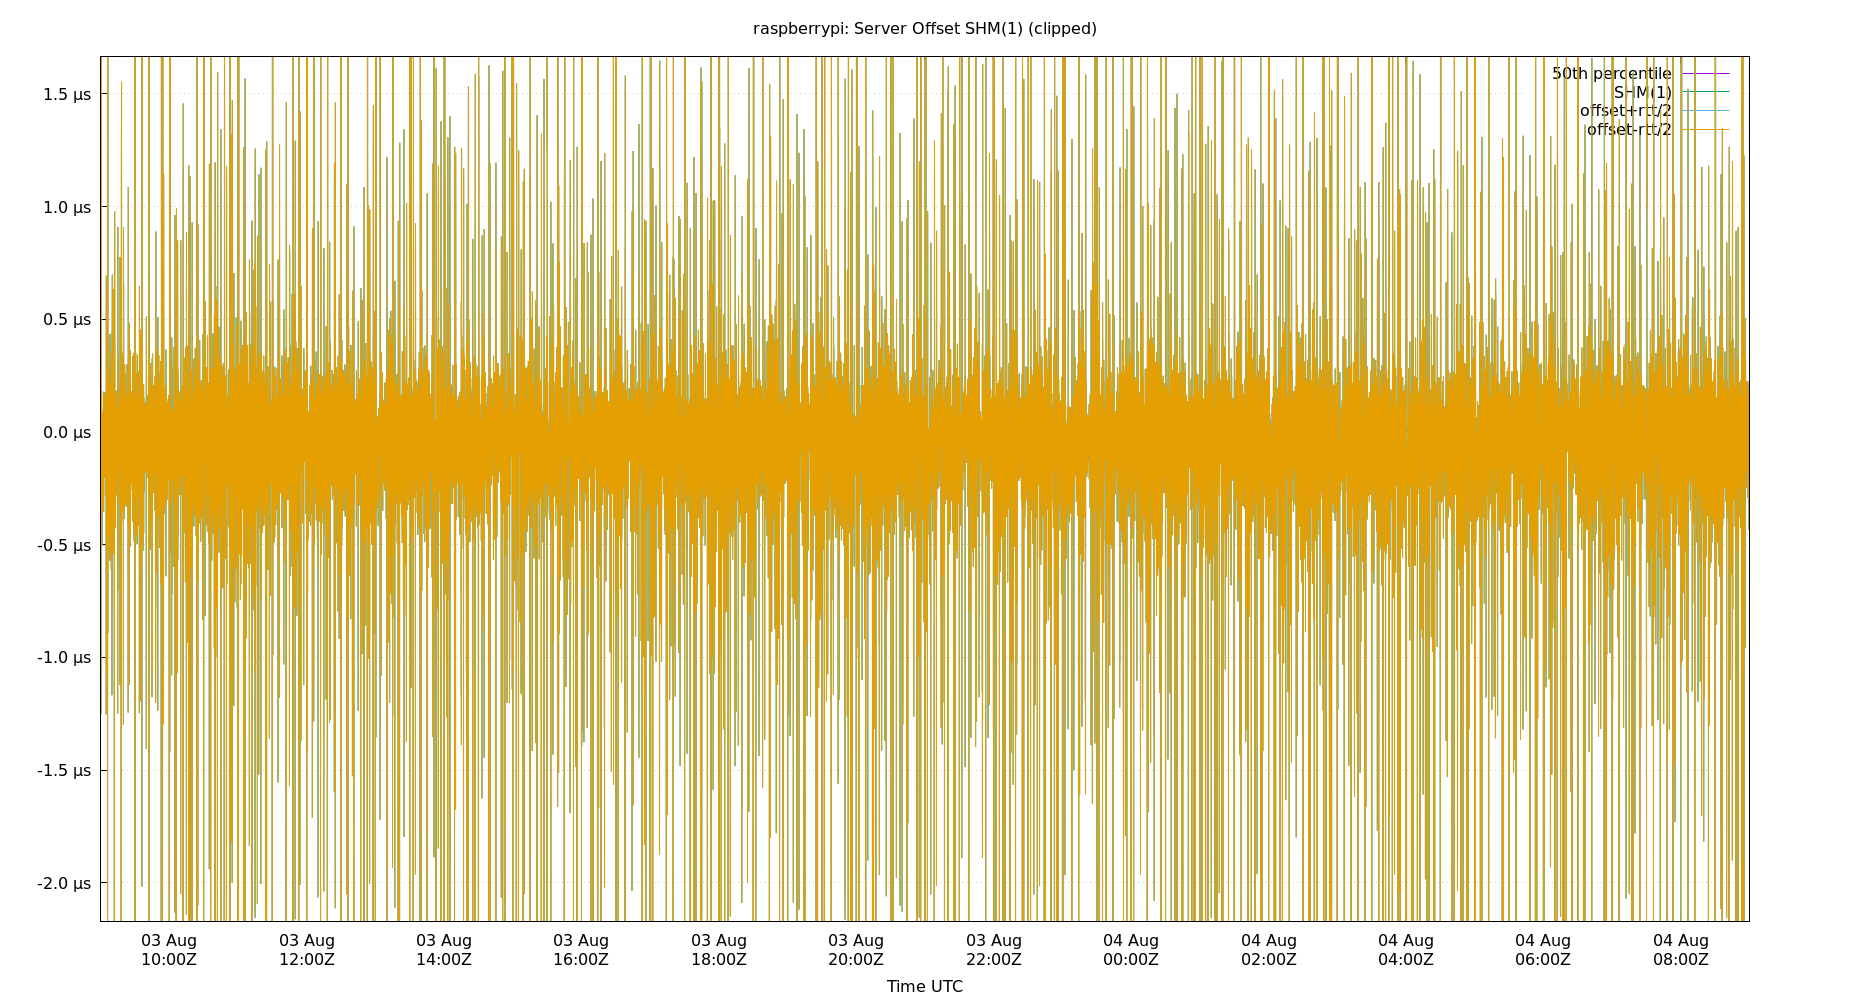 raspberrypi: Server Offset SHM(1) (clipped)
50th percentile
SHM(1)
offset+rtt/2
offset-rtt/2
1.5 µs
1.0 µs
0.5 µs
0.0 µs
-0.5 µs
-1.0 µs
-1.5 µs
-2.0 µs
03 Aug 03 Aug 03 Aug 03 Aug 03 Aug 03 Aug 03 Aug 04 Aug 04 Aug 04 Aug 04 Aug 04 Aug
10:00Z 12:00Z 14:00Z 16:00Z 18:00Z 20:00Z 22:00Z 00:00Z 02:00Z 04:00Z 06:00Z 08:00Z
Time UTC